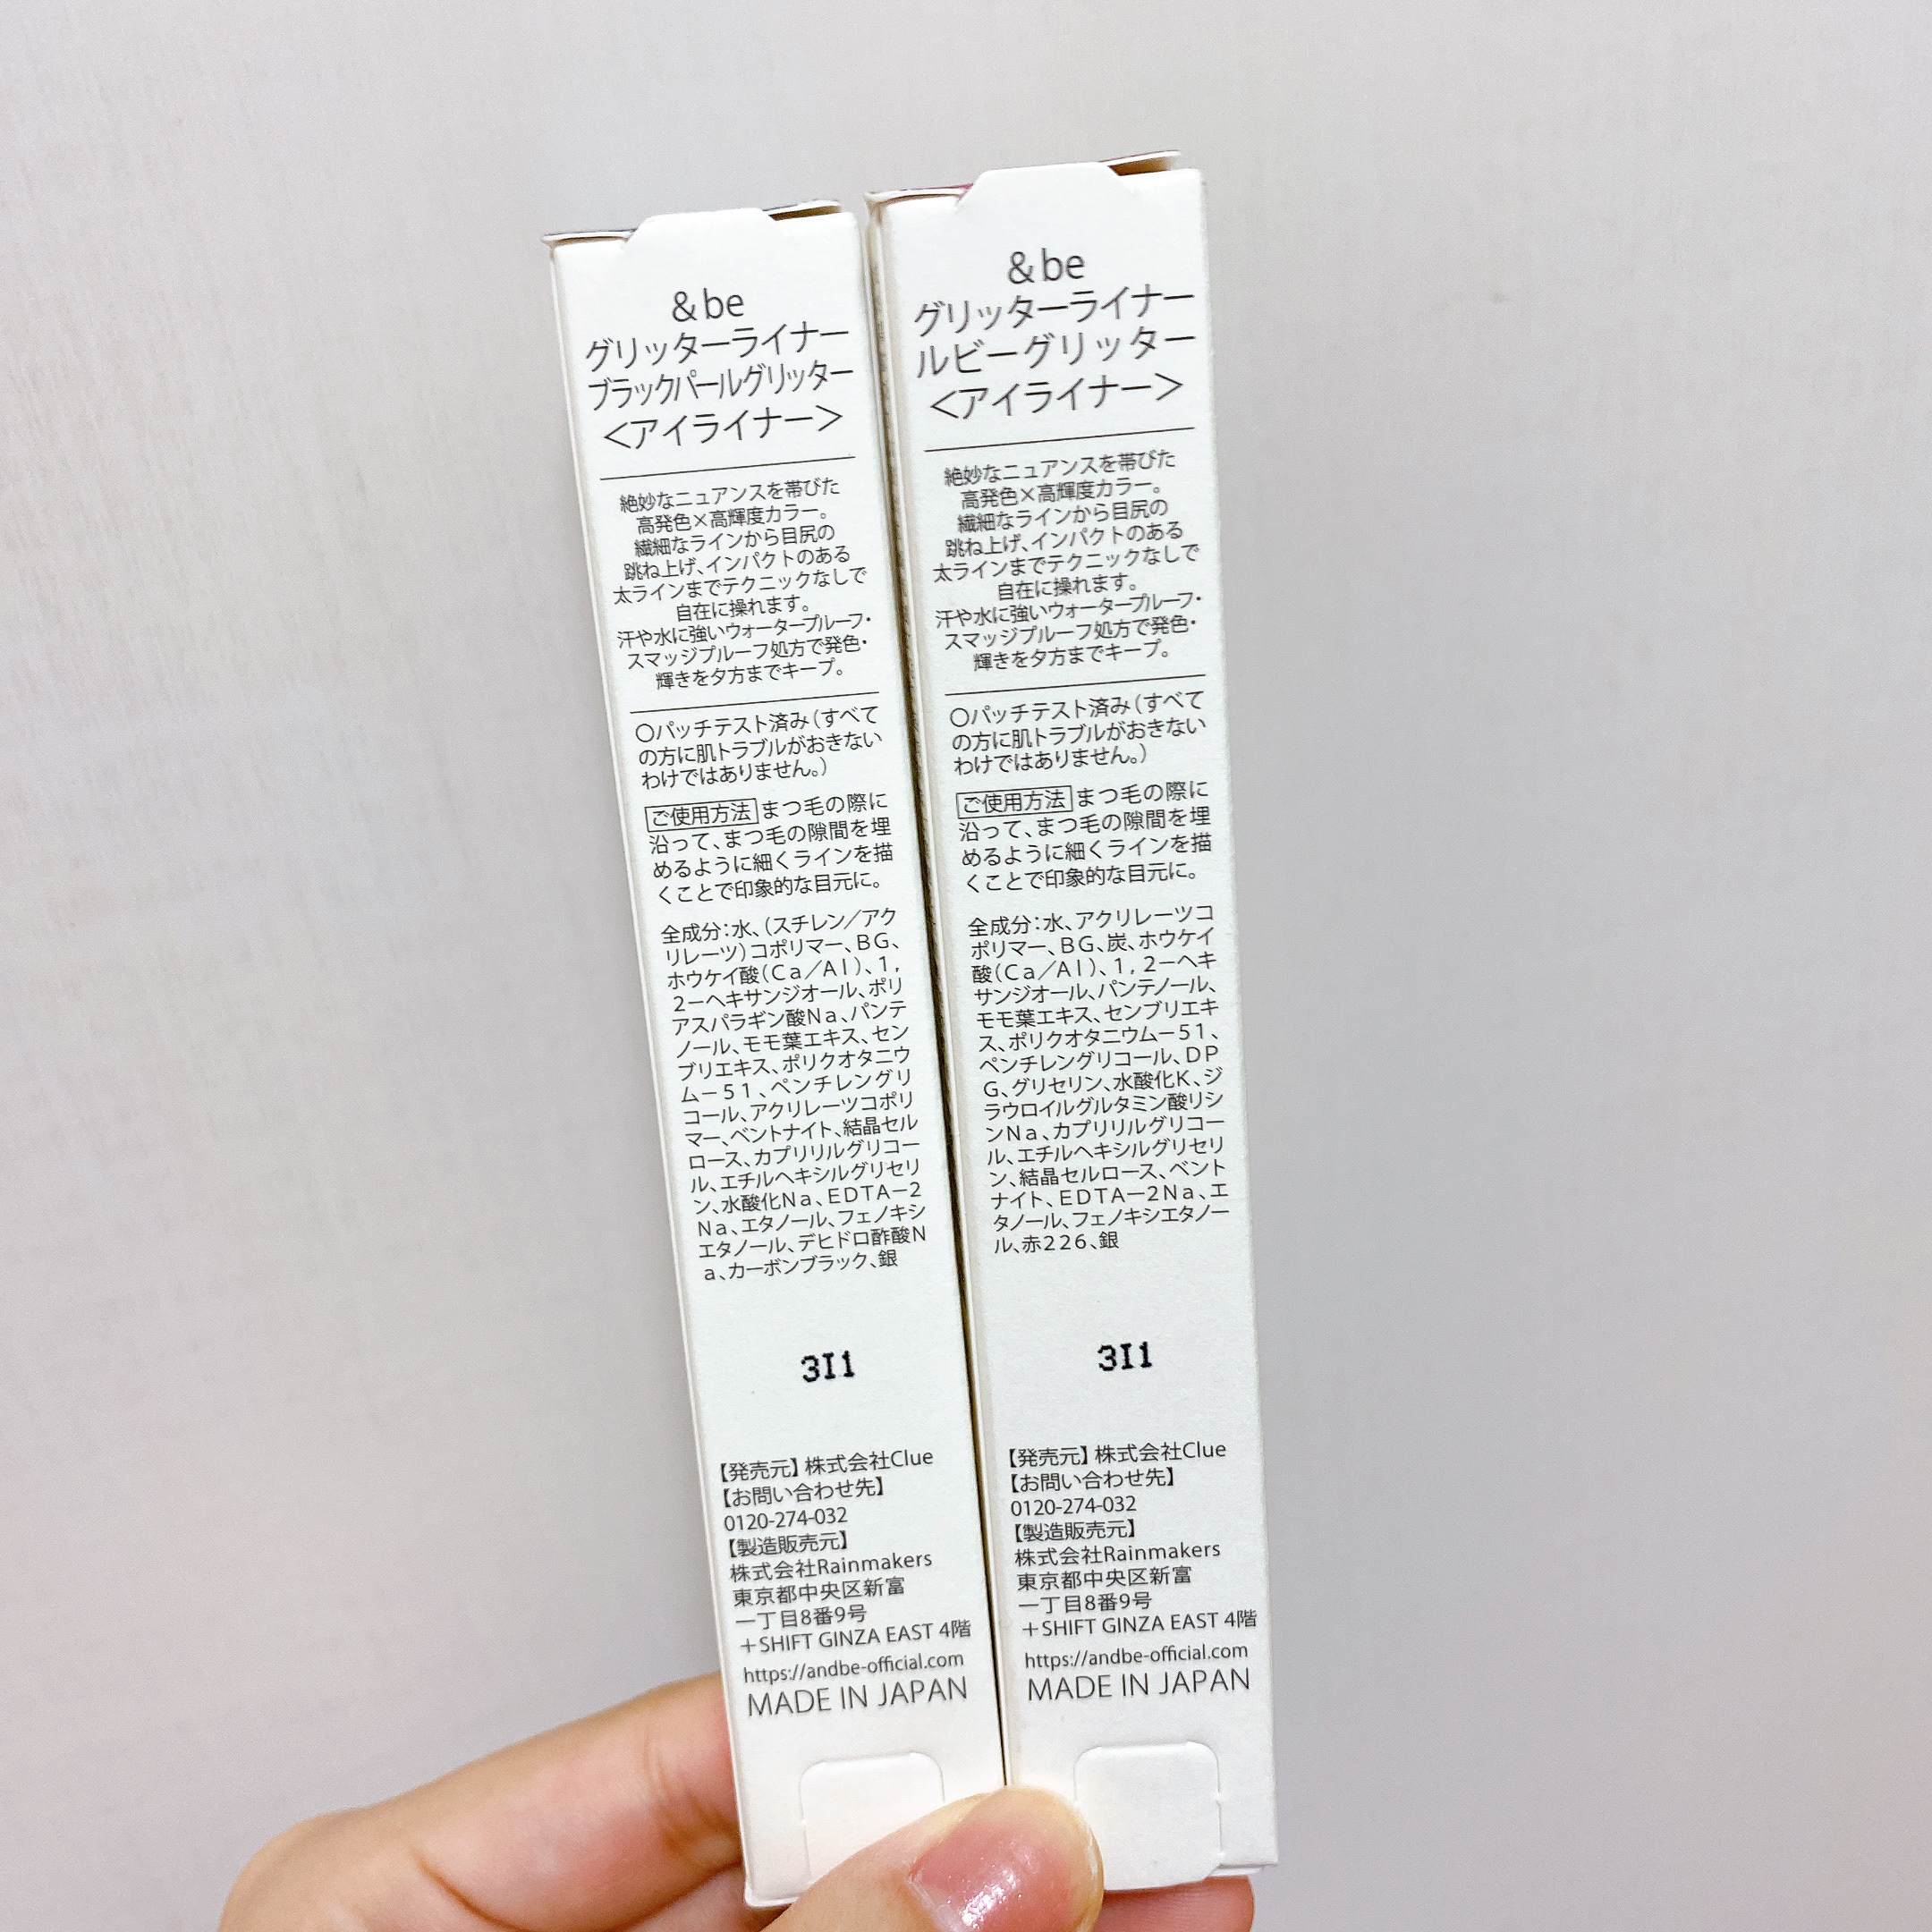 &be
グリッターライナー
ブラックパールグリッター
<アイライナー>
絶妙なニュアンスを帯びた
高発色×高輝度カラー。
繊細なラインから目尻の
跳ね上げ、インパクトのある
太ラインまでテクニックなしで
自在に操れます。
汗や水に強いウォータープルーフ・
スマッジプルーフ処方で発色・
輝きを夕方までキープ。
○パッチテスト済み(すべて
の方に肌トラブルがおきない
わけではありません。)
ご使用方法 まつ毛の際に
沿って、まつ毛の隙間を埋
めるように細くラインを描
くことで印象的な目元に。
全成分:水、(スチレン/アク
リレーツ)コポリマー、BG、
ホウケイ酸(Ca/Al)、1,
2-ヘキサンジオール、ポリ
アスパラギン酸Na、パンテ
ノール、モモ葉エキス、セン
ブリエキス、ポリクオタニウ
ム-51、ペンチレングリ
コール、アクリレーツコポリ
マー、ベントナイト、結晶セル
ロース、カプリリルグリコー
ル、エチルヘキシルグリセリ
ン、水酸化Na、EDTA-2
Na、エタノール、フェノキシ
エタノール、デヒドロ酢酸N
a、カーボンブラック、銀
3I1
【発売元】株式会社Clue
【お問い合わせ先】
0120-274-032
【製造販売元】
株式会社Rainmakers
東京都中央区新富
一丁目8番9号
+SHIFT GINZA EAST 4階
https://andbe-official.com
MADE IN JAPAN
&be
グリッターライナー
ルビーグリッター
<アイライナー>
絶妙なニュアンスを帯びた
高発色×高輝度カラー。
繊細なラインから目尻の
跳ね上げ、インパクトのある
太ラインまでテクニックなしで
自在に操れます。
汗や水に強いウォータープルーフ・
スマッジプルーフ処方で発色・
輝きを夕方までキープ。
○パッチテスト済み(すべて
の方に肌トラブルがおきない
わけではありません。)
ご使用方法 まつ毛の際に
沿って、まつ毛の隙間を埋
めるように細くラインを描
くことで印象的な目元に。
全成分:水、アクリレーツコ
ポリマー、BG、炭、ホウケイ
酸(Ca/Al)、1,2-ヘキ
サンジオール、パンテノール、
モモ葉エキス、センブリエキ
ス、ポリクオタニウム-51、
ペンチレングリコール、DP
G、グリセリン、水酸化K、ジ
ラウロイルグルタミン酸リシ
ンNa、カプリリルグリコー
ル、エチルヘキシルグリセリ
ン、結晶セルロース、ベント
ナイト、EDTA-2Na、エ
タノール、フェノキシエタノー
ル、赤226、銀
3I1
【発売元】株式会社Clue
【お問い合わせ先】
0120-274-032
【製造販売元】
株式会社Rainmakers
東京都中央区新富
一丁目8番9号
+SHIFT GINZA EAST 4階
https://andbe-official.com
MADE IN JAPAN